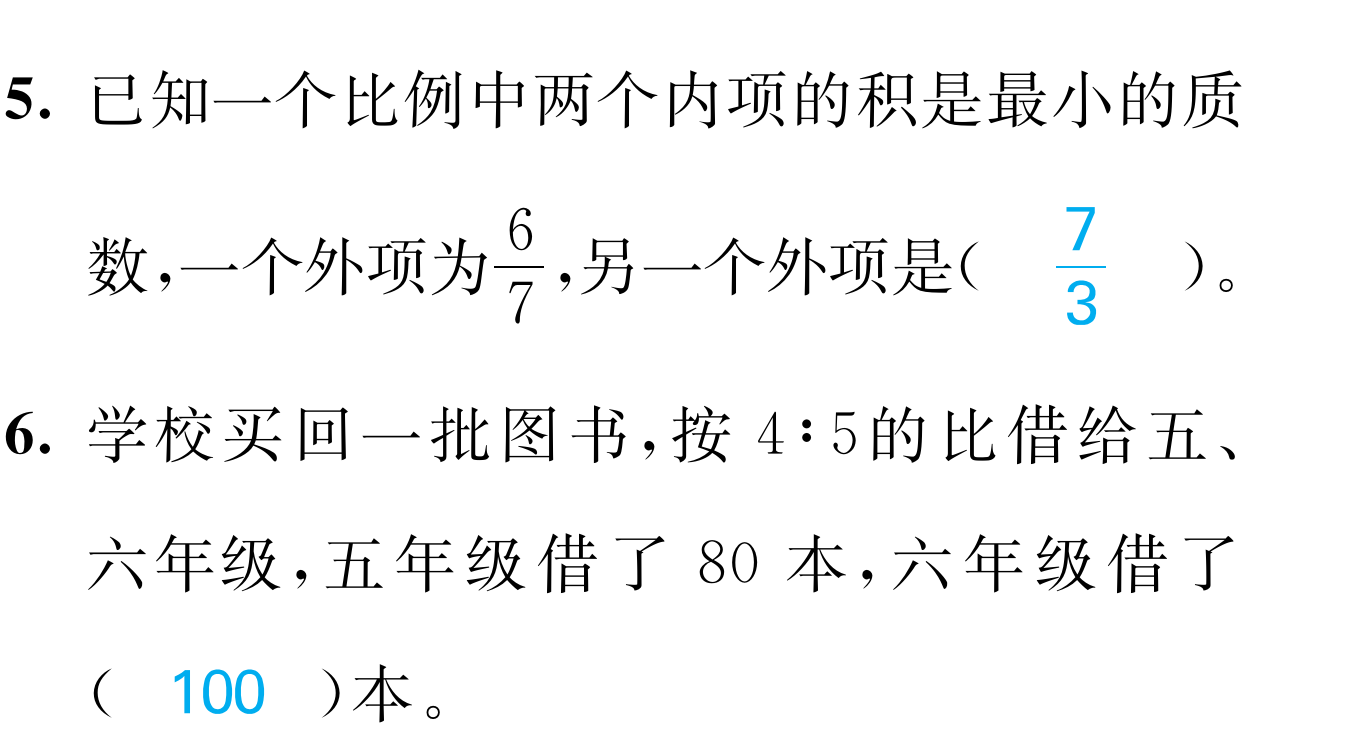 5. 已知一个比例中两个内项的积是最小的质
数,一个外项为6/7,另一个外项是( 7/3 )。
6. 学校买回一批图书,按 4∶5的比借给五、
六年级,五年级借了 80 本,六年级借了
( 100 )本。